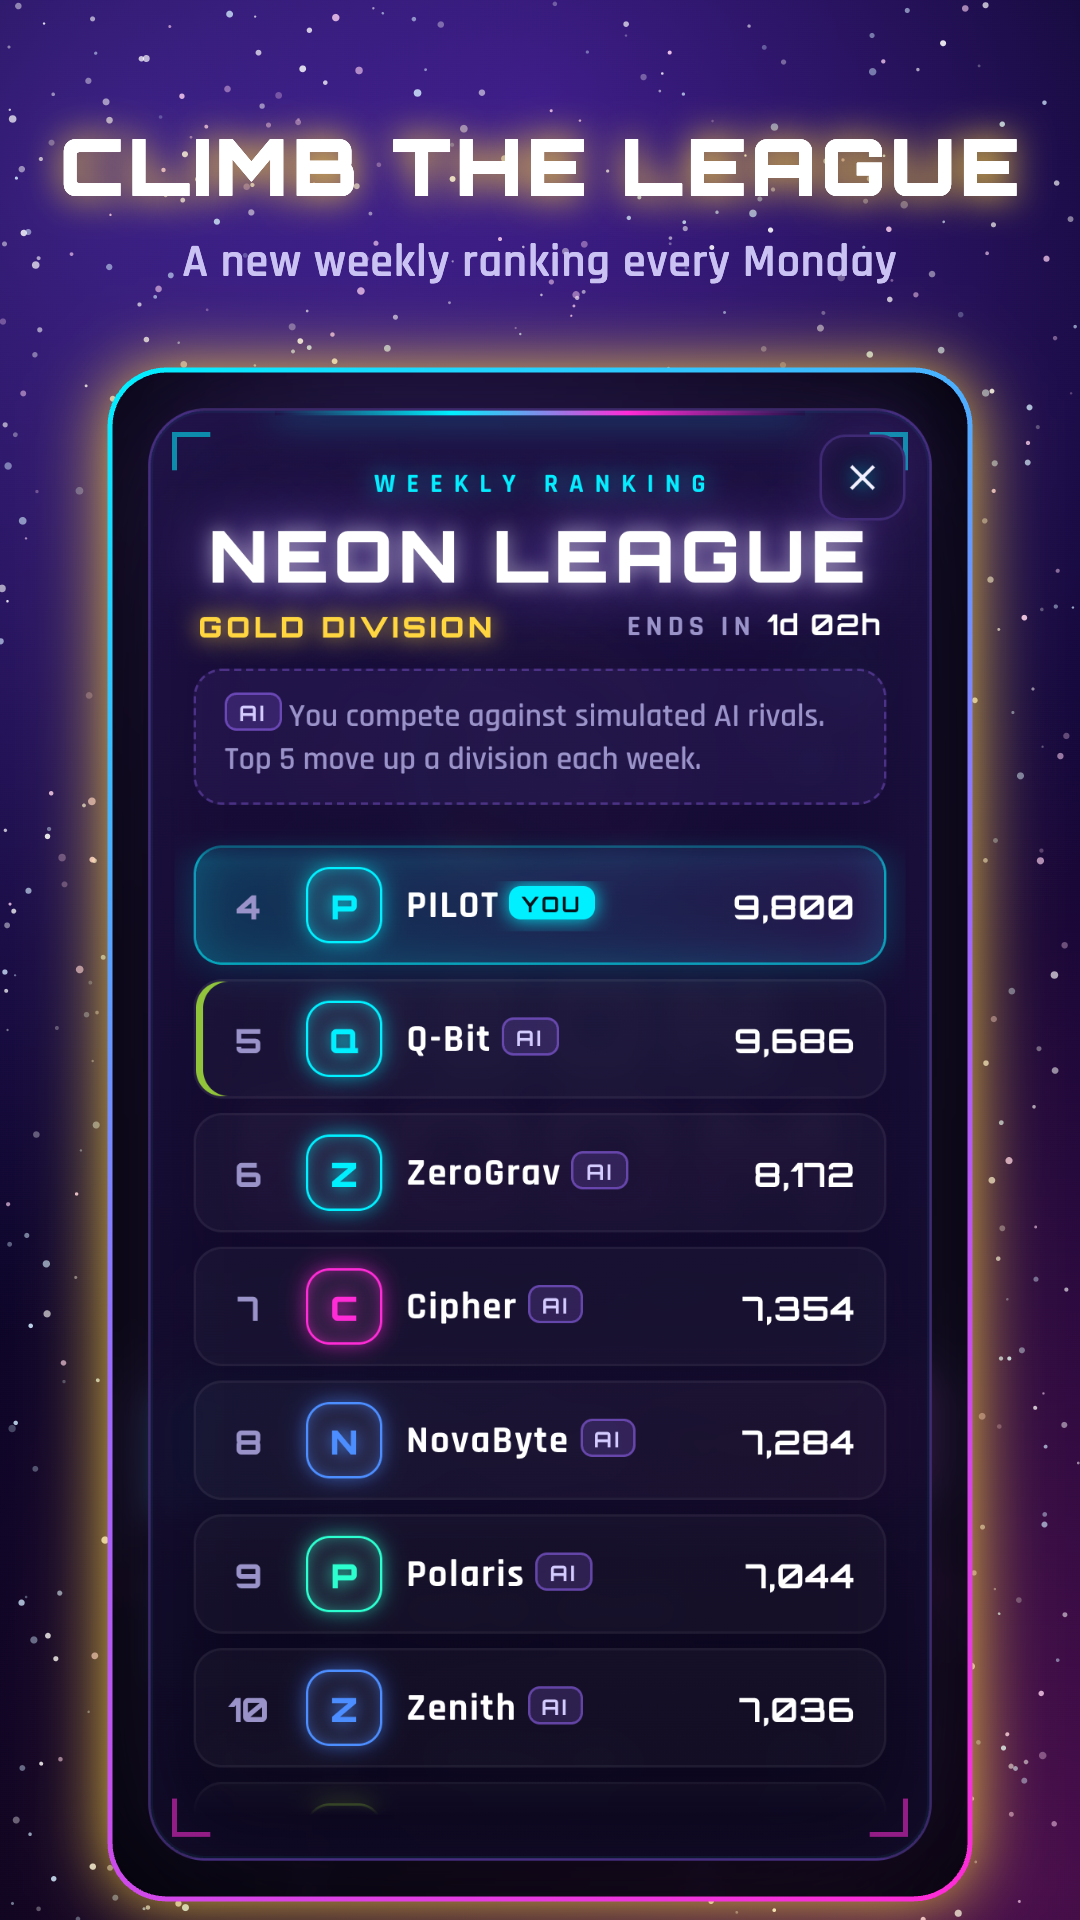 CLIMB THE LEAGUE
A new weekly ranking every Monday
WEEKLY RANKING
NEON LEAGUE
GOLD DIVISION ENDS IN 1d 02h
AI You compete against simulated AI rivals.
Top 5 move up a division each week.
4 P PILOT YOU 9,800
5 Q Q-Bit AI 9,686
6 Z ZeroGrav AI 8,172
7 C Cipher AI 7,354
8 N NovaByte AI 7,284
9 P Polaris AI 7,044
10 Z Zenith AI 7,036